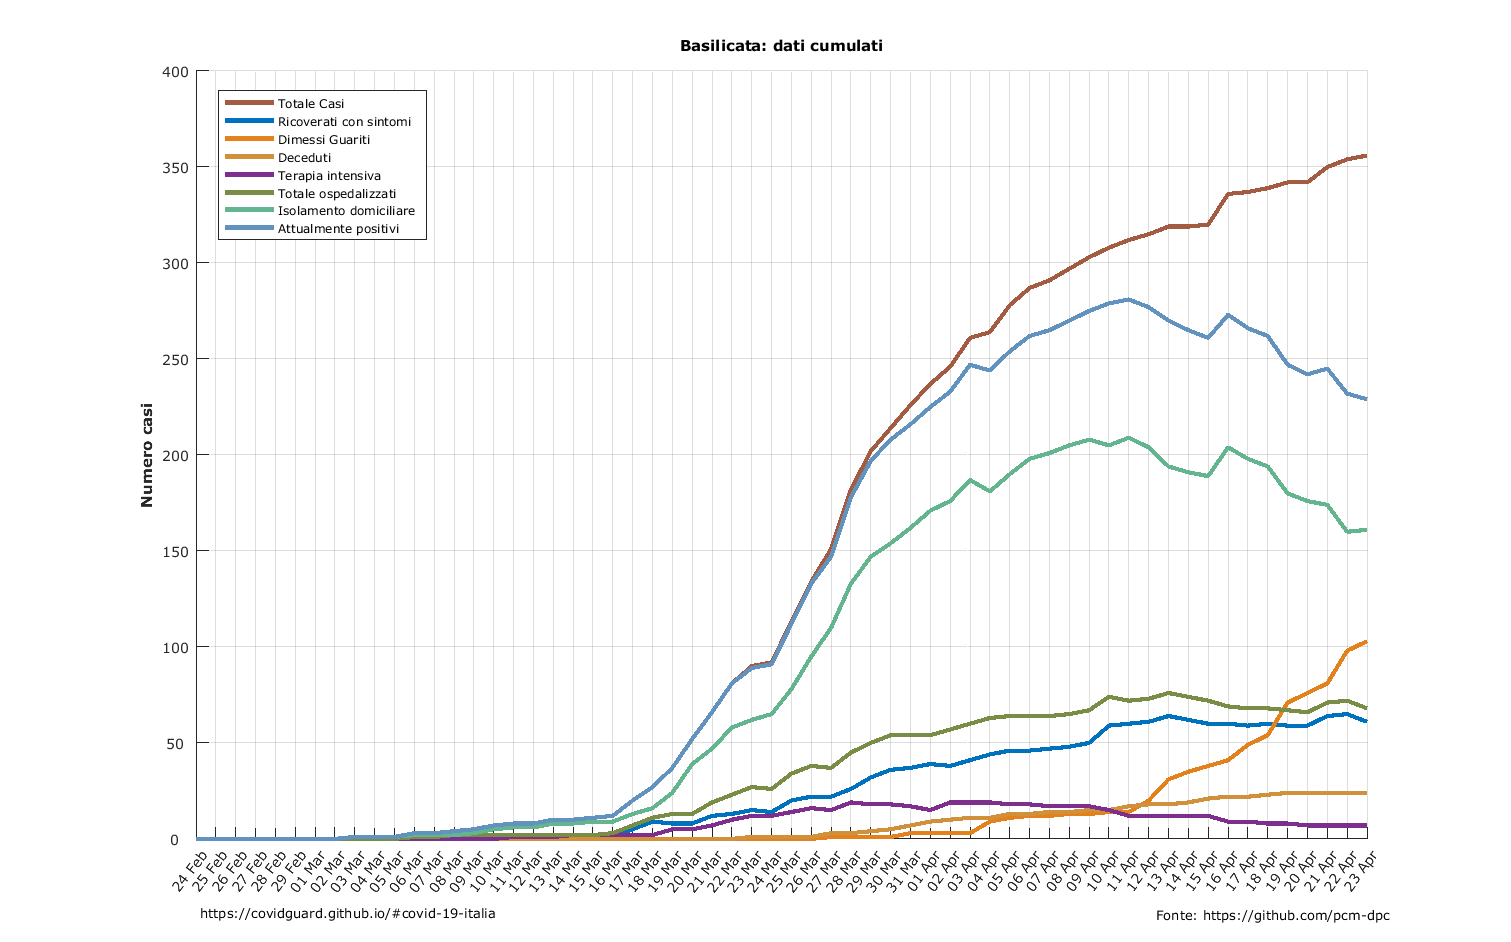 Basilicata: dati cumulati
400
350
300
250
200
150
100
50
0
Numero casi
Totale Casi
Ricoverati con sintomi
Dimessi Guariti
Deceduti
Terapia intensiva
Totale ospedalizzati
Isolamento domiciliare
Attualmente positivi
24 Feb
25 Feb
26 Feb
27 Feb
28 Feb
29 Feb
01 Mar
02 Mar
03 Mar
04 Mar
05 Mar
06 Mar
07 Mar
08 Mar
09 Mar
10 Mar
11 Mar
12 Mar
13 Mar
14 Mar
15 Mar
16 Mar
17 Mar
18 Mar
19 Mar
20 Mar
21 Mar
22 Mar
23 Mar
24 Mar
25 Mar
26 Mar
27 Mar
28 Mar
29 Mar
30 Mar
31 Mar
01 Apr
02 Apr
03 Apr
04 Apr
05 Apr
06 Apr
07 Apr
08 Apr
09 Apr
10 Apr
11 Apr
12 Apr
13 Apr
14 Apr
15 Apr
16 Apr
17 Apr
18 Apr
19 Apr
20 Apr
21 Apr
22 Apr
23 Apr
https://covidguard.github.io/#covid-19-italia
Fonte: https://github.com/pcm-dpc